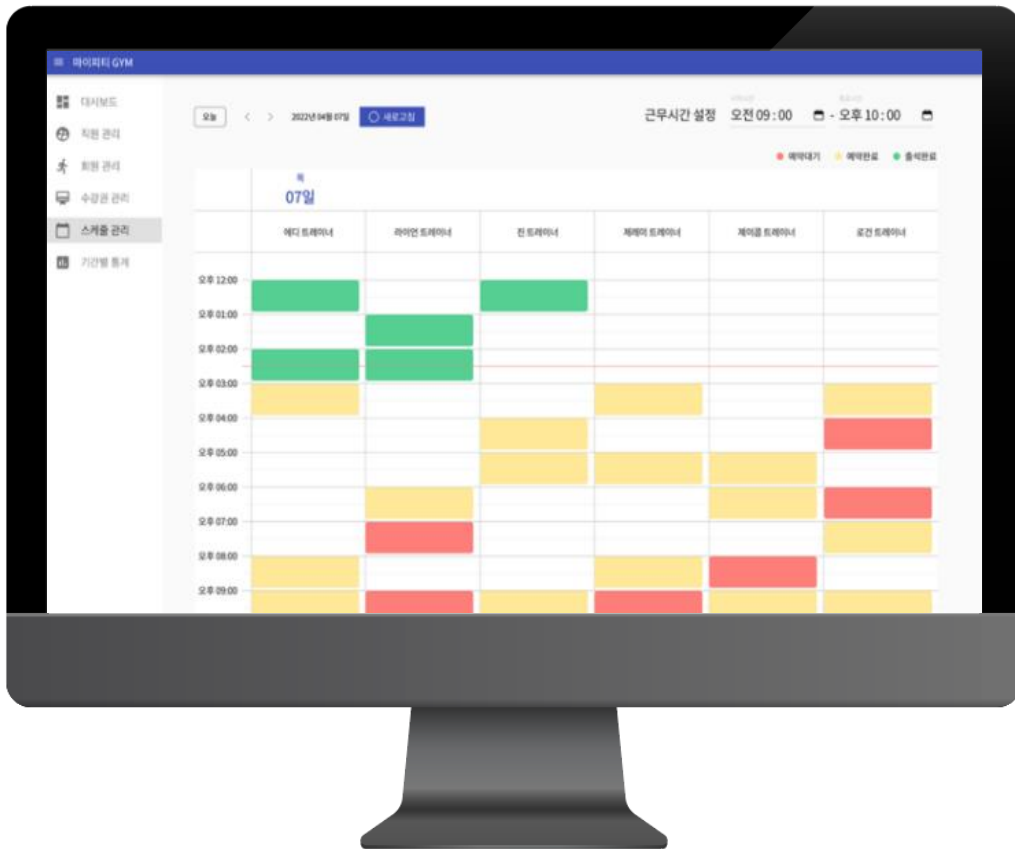 마이피티 GYM
대시보드
직원 관리
회원 관리
수강권 관리
스케줄 관리
기간별 통계
오늘
2022년 04월 07일
새로고침
근무시간 설정
오전 09:00 - 오후 10:00
예약대기 예약완료 출석완료
목
07일
에디 트레이너 라이언 트레이너 진 트레이너 제레미 트레이너 제이콥 트레이너 로건 트레이너
오후 12:00
오후 01:00
오후 02:00
오후 03:00
오후 04:00
오후 05:00
오후 06:00
오후 07:00
오후 08:00
오후 09:00